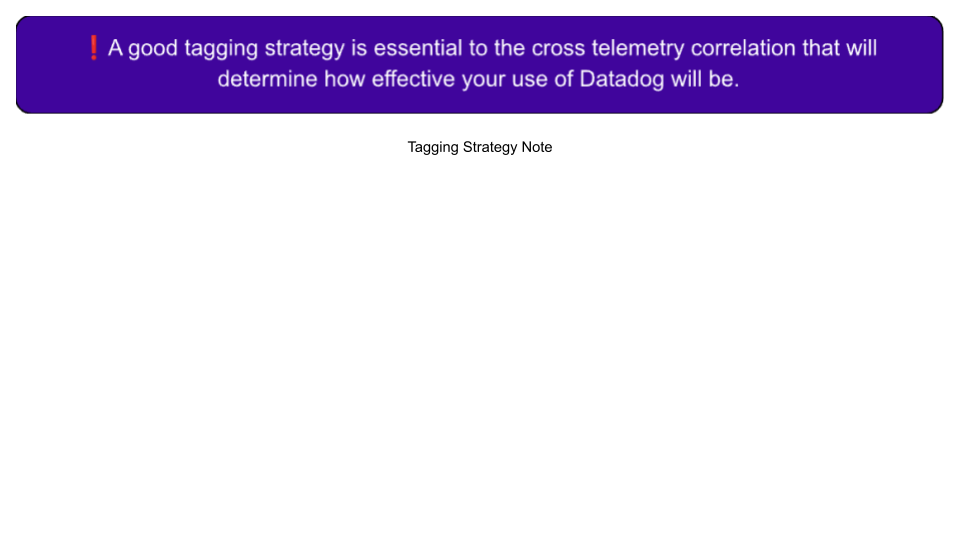 ❗A good tagging strategy is essential to the cross telemetry correlation that will
determine how effective your use of Datadog will be.
Tagging Strategy Note